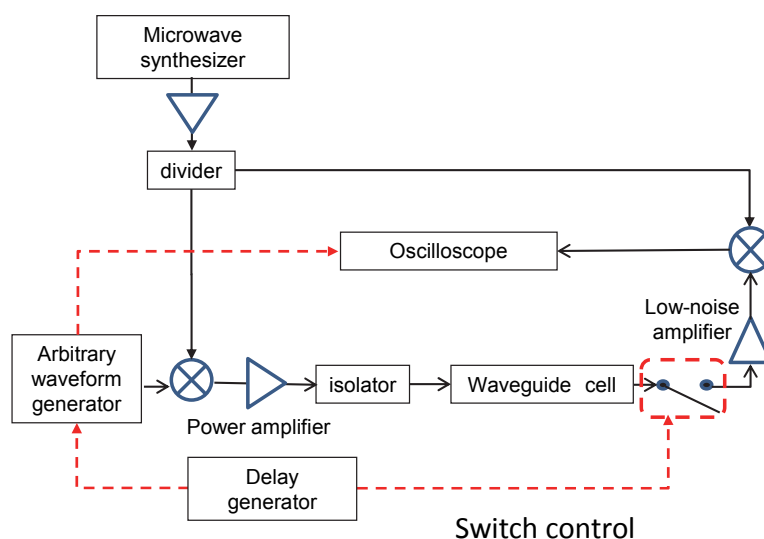 Microwave
synthesizer
divider
Oscilloscope
Low-noise
amplifier
Arbitrary
waveform
generator
isolator
Waveguide cell
Power amplifier
Delay
generator
Switch control